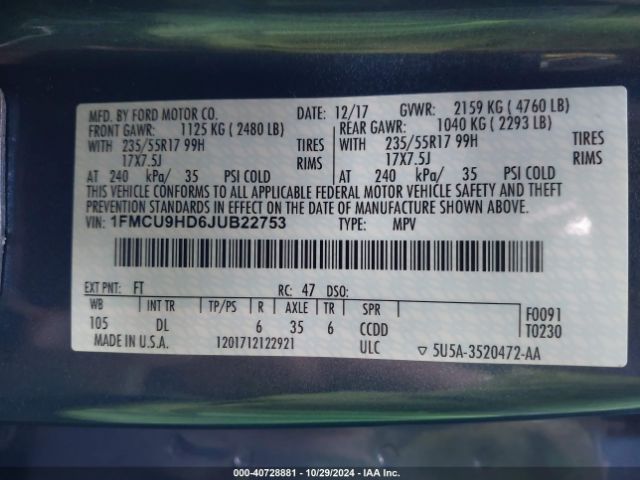 MFD. BY FORD MOTOR CO. DATE: 12/17 GVWR: 2159 KG ( 4760 LB)
FRONT GAWR: 1125 KG ( 2480 LB) REAR GAWR: 1040 KG ( 2293 LB)
WITH 235/55R17 99H TIRES WITH 235/55R17 99H TIRES
17X7.5J RIMS 17X7.5J RIMS
AT 240 kPa/ 35 PSI COLD AT 240 kPa/ 35 PSI COLD
THIS VEHICLE CONFORMS TO ALL APPLICABLE FEDERAL MOTOR VEHICLE SAFETY AND THEFT
PREVENTION STANDARDS IN EFFECT ON THE DATE OF MANUFACTURE SHOWN ABOVE.
VIN: 1FMCU9HD6JUB22753 TYPE: MPV
EXT PNT: FT RC: 47 DSO:
WB INT TR TP/PS R AXLE TR SPR F0091
105 DL 6 35 6 CCDD T0230
MADE IN U.S.A. 1201712122921 ULC ▽ 5U5A-3520472-AA
000-40728881 - 10/29/2024 - IAA Inc.